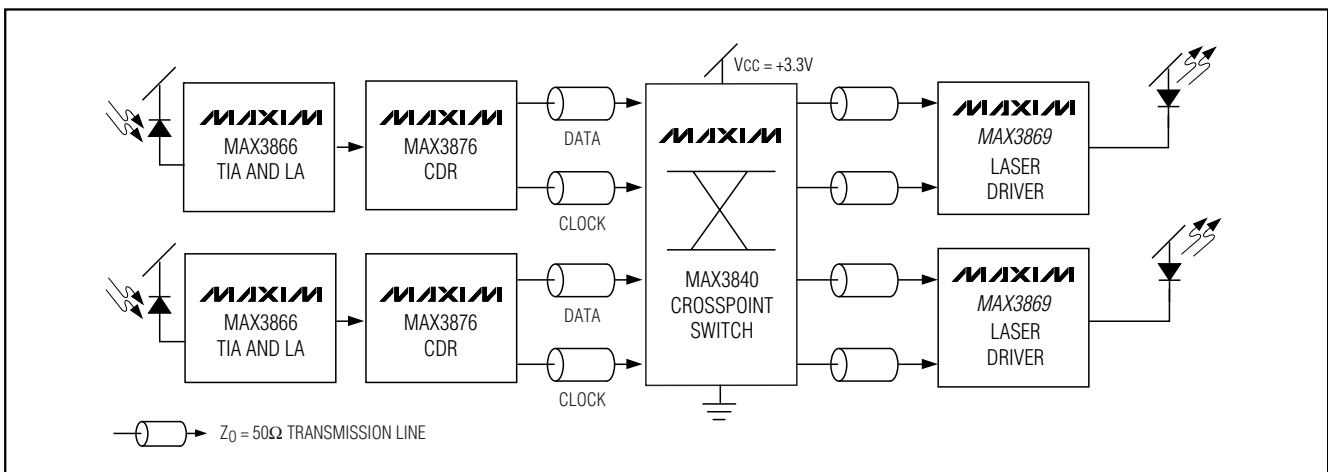 VCC = +3.3V
MAXIM
MAX3866
TIA AND LA
MAXIM
MAX3876
CDR
DATA
CLOCK
MAXIM
MAX3840
CROSSPOINT
SWITCH
MAXIM
MAX3869
LASER
DRIVER
MAXIM
MAX3866
TIA AND LA
MAXIM
MAX3876
CDR
DATA
CLOCK
MAXIM
MAX3869
LASER
DRIVER
Z0 = 50Ω TRANSMISSION LINE